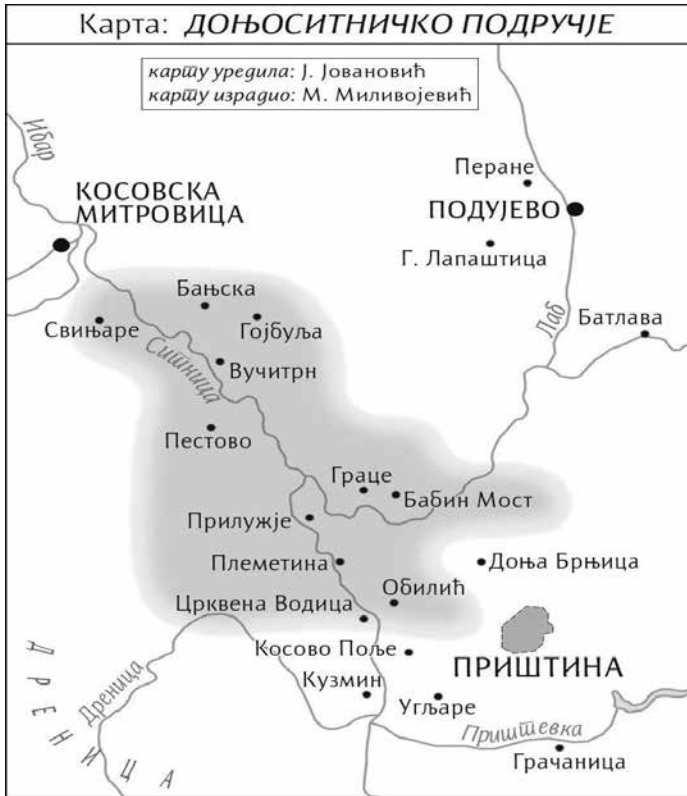 Карта: ДОЊОСИТНИЧКО ПОДРУЧЈЕ
карту уредила: Ј. Јовановић
карту израдио: М. Миливојевић
Ибар
Перане
КОСОВСКА
МИТРОВИЦА
ПОДУЈЕВО
Г. Лапаштица
Бањска
Свињаре
Гојбуља
Лаб
Батлава
Ситница
Вучитрн
Пестово
Граце
Бабин Мост
Прилужје
Племетина
Доња Брњица
Обилић
Црквена Водица
Косово Поље
ПРИШТИНА
Кузмин
Дреница
Угљаре
ДРЕНИЦА
Приштевка
Грачаница